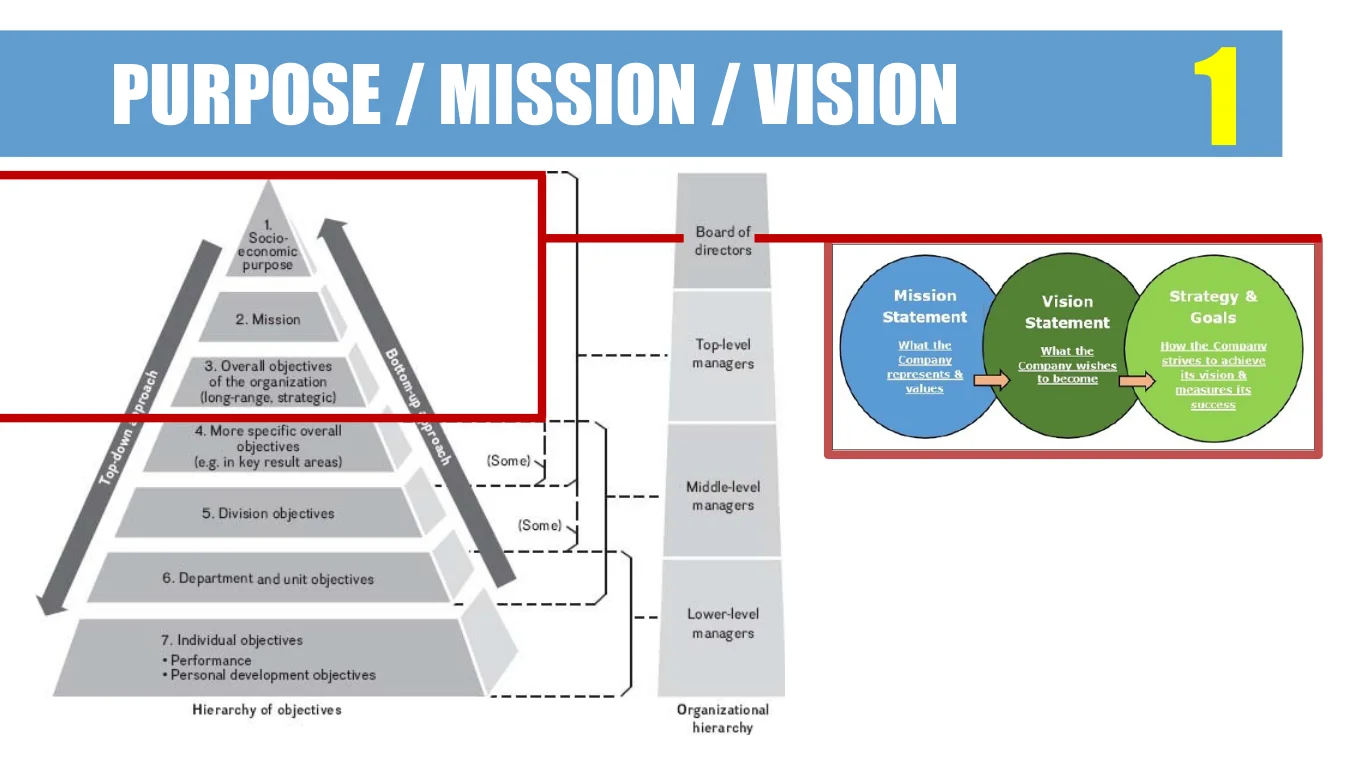 PURPOSE / MISSION / VISION
1
1.
Socio-
economic
purpose
2. Mission
3. Overall objectives
of the organization
(long-range, strategic)
4. More specific overall
objectives
(e.g. in key result areas)
5. Division objectives
6. Department and unit objectives
7. Individual objectives
• Performance
• Personal development objectives
Hierarchy of objectives
Top-down approach
Bottom-up approach
(Some)
(Some)
Board of
directors
Top-level
managers
Middle-level
managers
Lower-level
managers
Organizational
hierarchy
Mission
Statement
What the
Company
represents &
values
Vision
Statement
What the
Company wishes
to become
Strategy &
Goals
How the Company
strives to achieve
its vision &
measures its
success